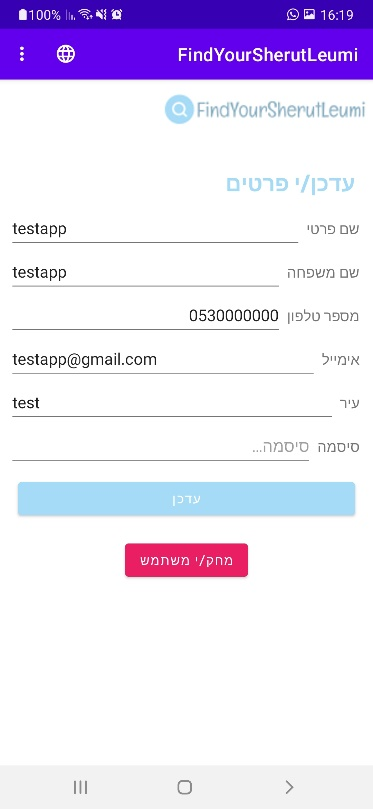 100% 16:19
FindYourSherutLeumi
FindYourSherutLeumi
עדכן/י פרטים
שם פרטי testapp
שם משפחה testapp
מספר טלפון 0530000000
אימייל testapp@gmail.com
עיר test
סיסמה סיסמה...
עדכן
מחק/י משתמש